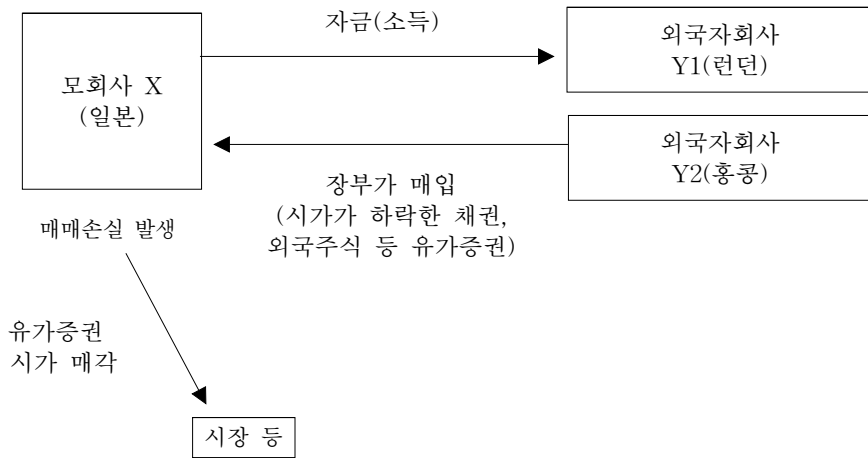 자금(소득)
모회사 X
(일본)
외국자회사
Y1(런던)
외국자회사
Y2(홍콩)
장부가 매입
(시가가 하락한 채권,
외국주식 등 유가증권)
매매손실 발생
유가증권
시가 매각
시장 등